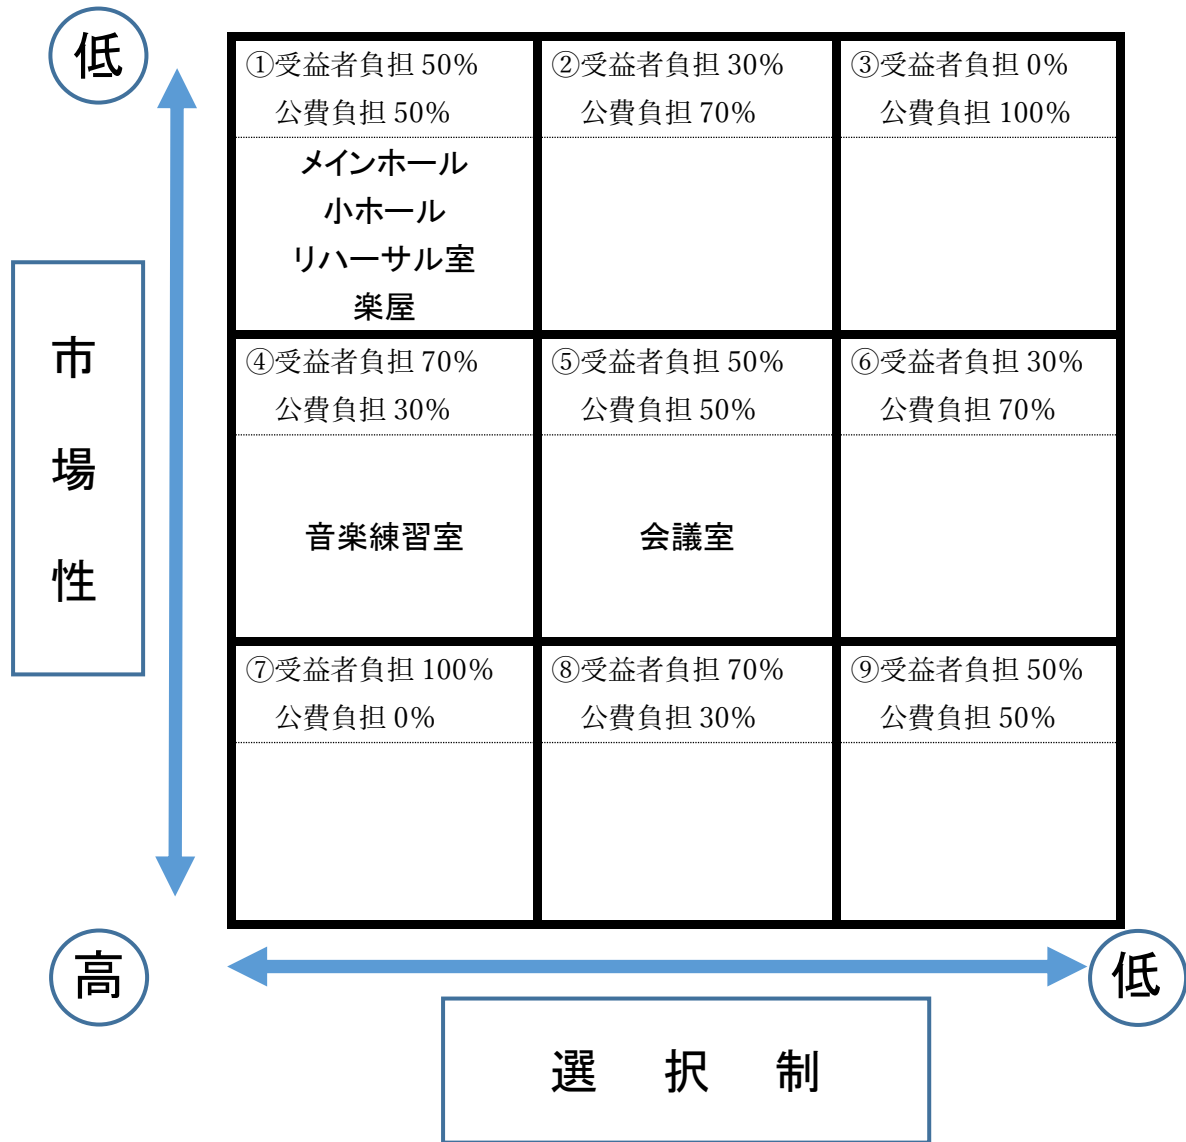 低
①受益者負担 50%
公費負担 50%
②受益者負担 30%
公費負担 70%
③受益者負担 0%
公費負担 100%
メインホール
小ホール
リハーサル室
楽屋
市
場
性
④受益者負担 70%
公費負担 30%
⑤受益者負担 50%
公費負担 50%
⑥受益者負担 30%
公費負担 70%
音楽練習室
会議室
⑦受益者負担 100%
公費負担 0%
⑧受益者負担 70%
公費負担 30%
⑨受益者負担 50%
公費負担 50%
高
低
選 択 制